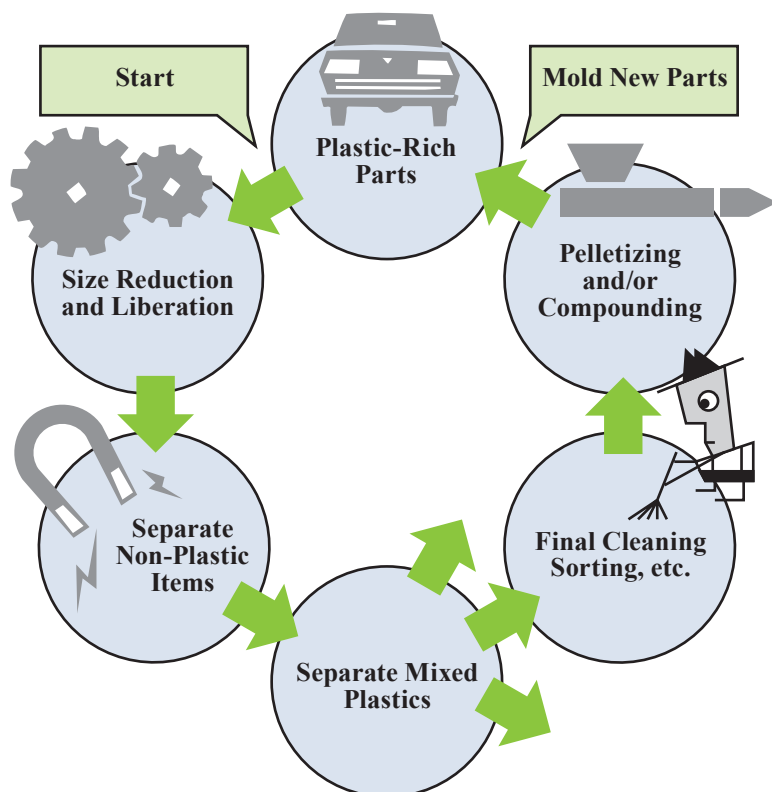 Start
Mold New Parts
Plastic-Rich
Parts
Size Reduction
and Liberation
Separate
Non-Plastic
Items
Separate Mixed
Plastics
Final Cleaning
Sorting, etc.
Pelletizing
and/or
Compounding